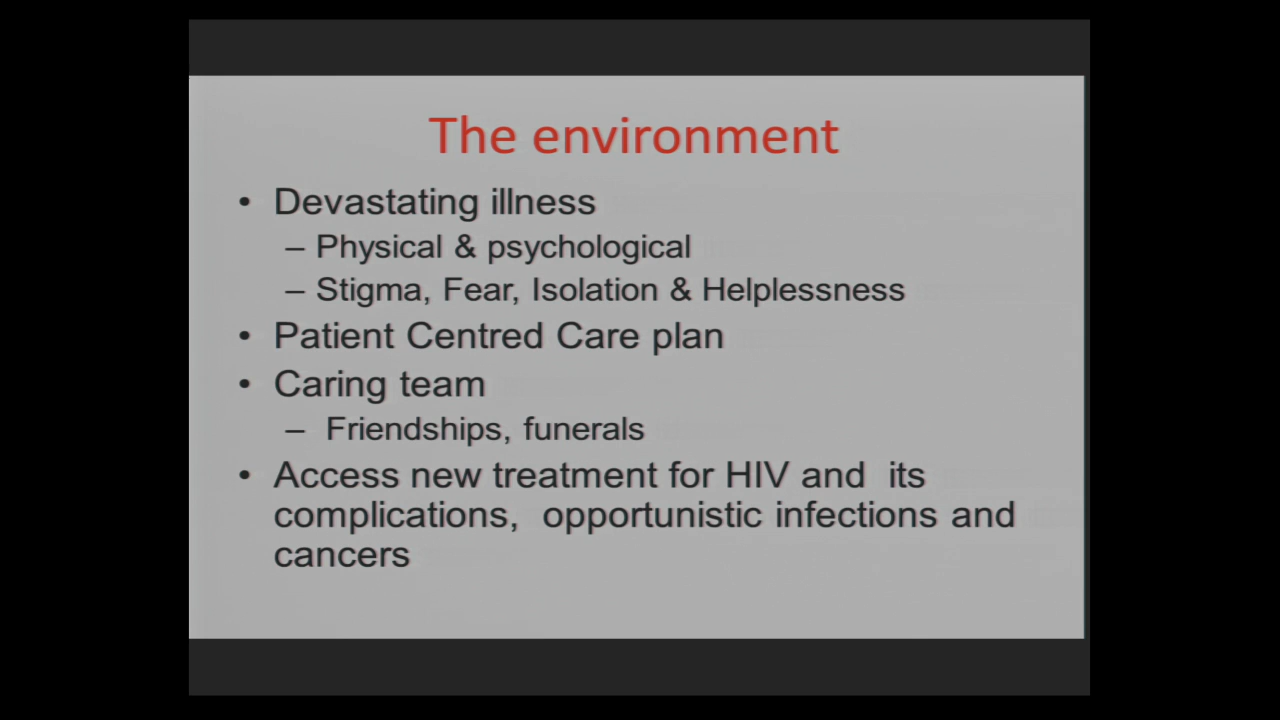 The environment
• Devastating illness
– Physical & psychological
– Stigma, Fear, Isolation & Helplessness
• Patient Centred Care plan
• Caring team
– Friendships, funerals
• Access new treatment for HIV and its
complications, opportunistic infections and
cancers